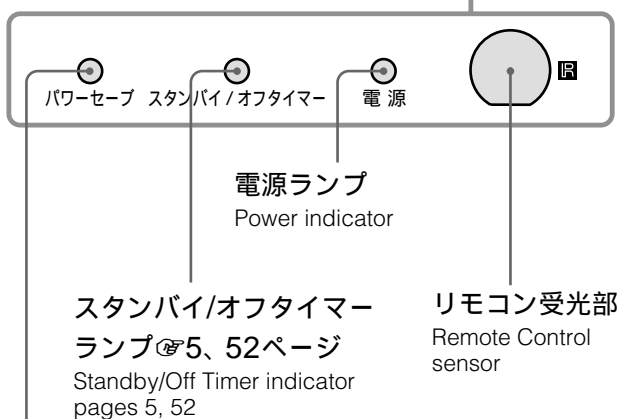 パワーセーブ スタンバイ / オフタイマー 電 源 IR
電源ランプ
Power indicator
スタンバイ/オフタイマー
ランプ☞5、52ページ
Standby/Off Timer indicator
pages 5, 52
リモコン受光部
Remote Control
sensor